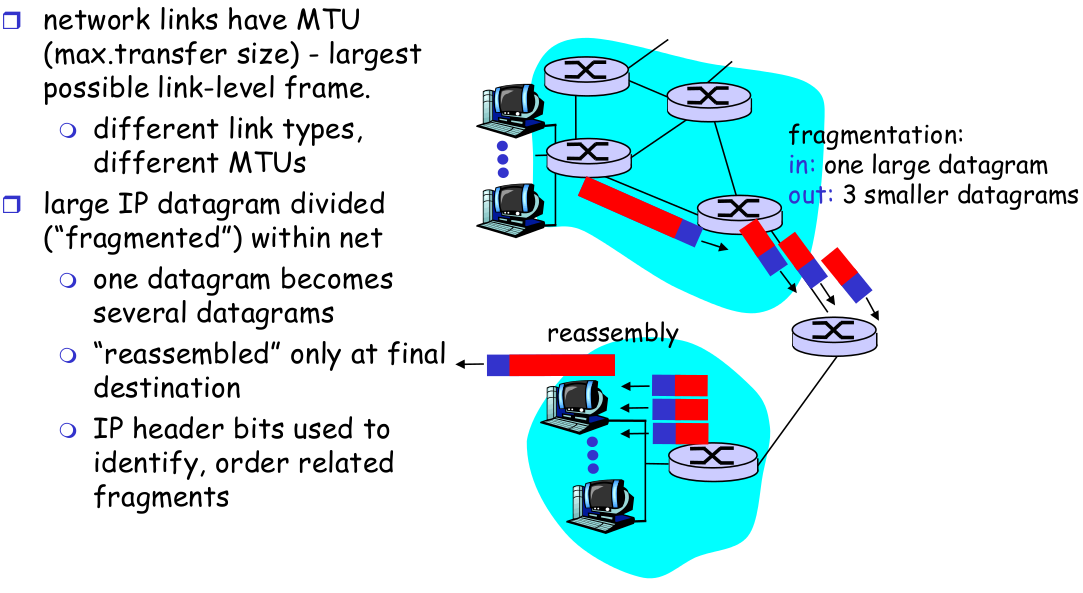 network links have MTU
(max.transfer size) - largest
possible link-level frame.
different link types,
different MTUs
large IP datagram divided
(“fragmented”) within net
one datagram becomes
several datagrams
“reassembled” only at final
destination
IP header bits used to
identify, order related
fragments
fragmentation:
in: one large datagram
out: 3 smaller datagrams
reassembly